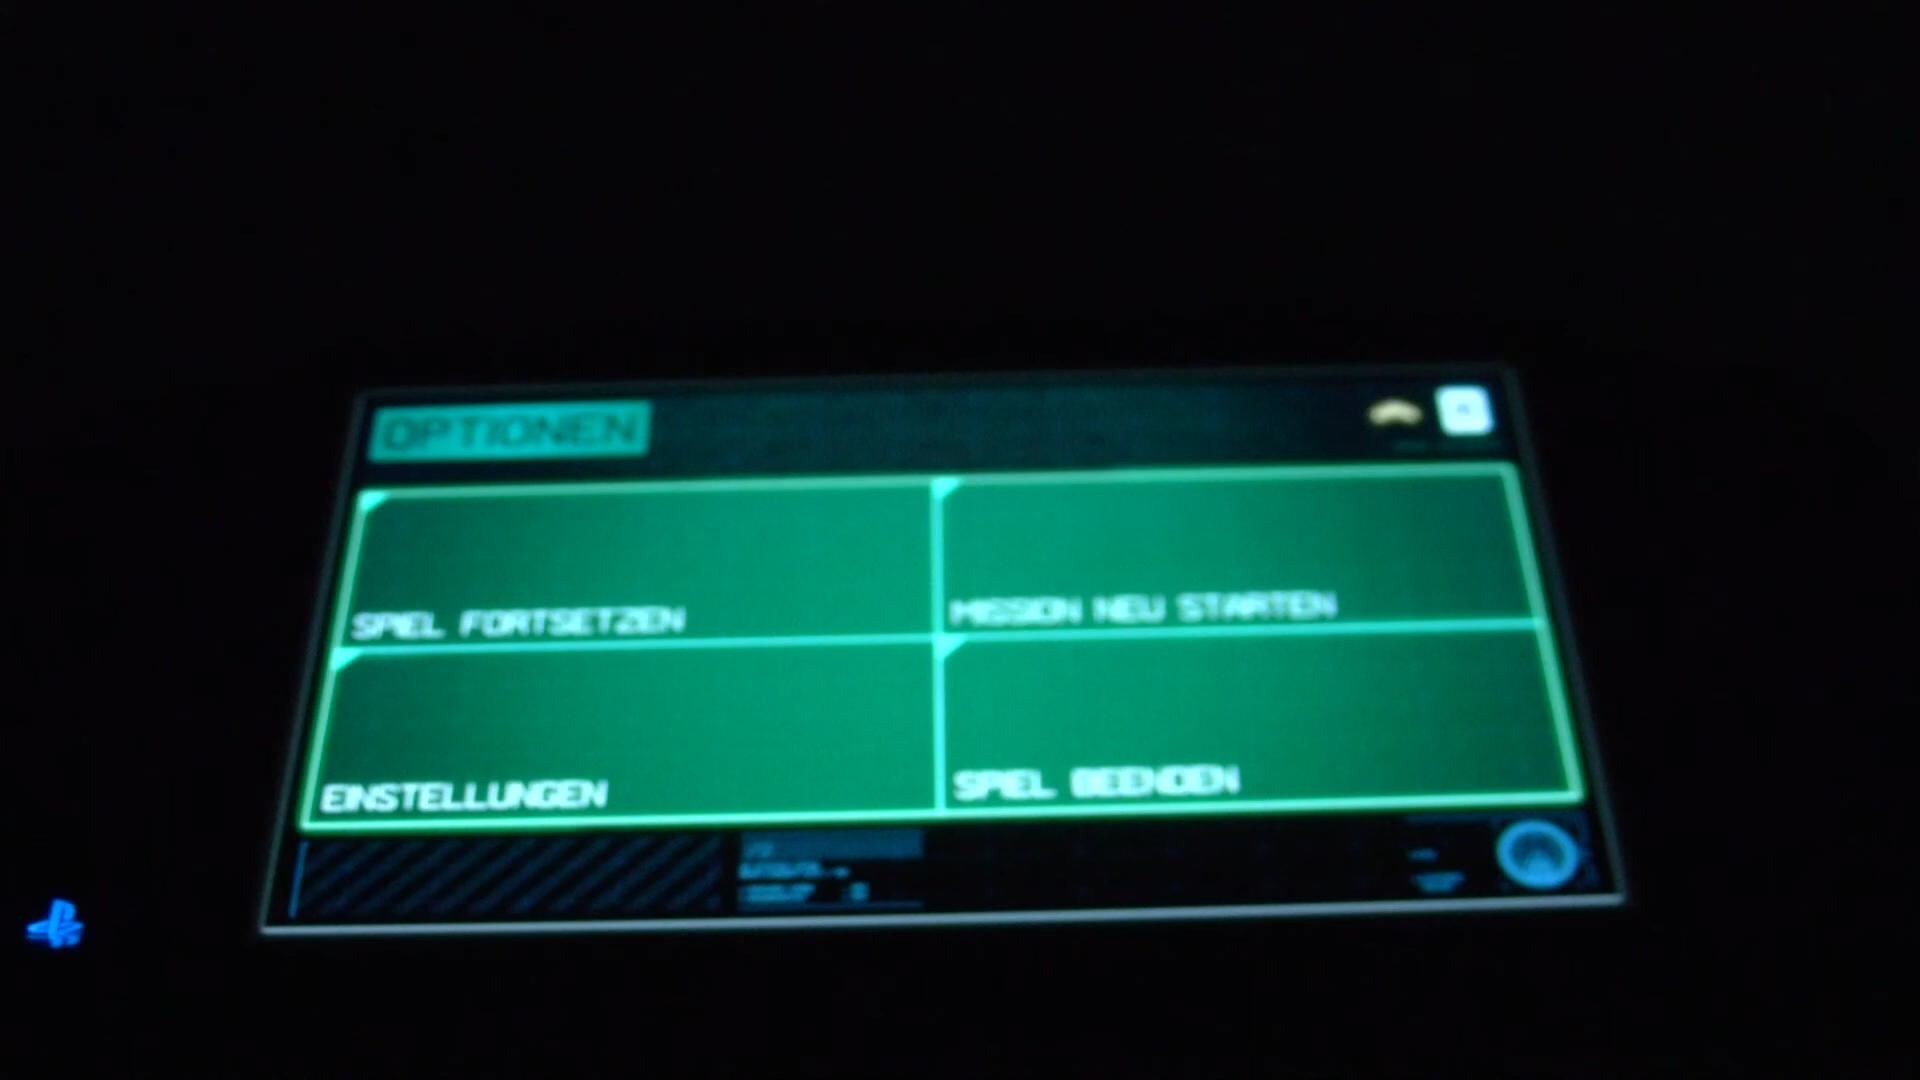 OPTIONEN
SPIEL FORTSETZEN
MISSION NEU STARTEN
EINSTELLUNGEN
SPIEL BEENDEN